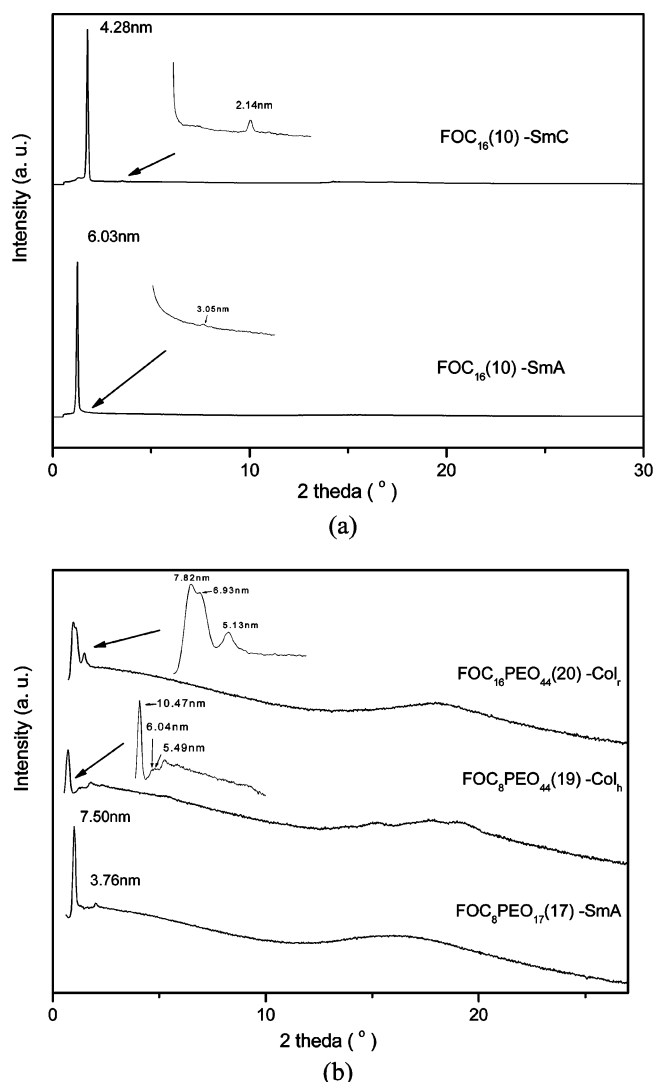 4.28nm
2.14nm
FOC₁₆(10) -SmC
6.03nm
3.05nm
FOC₁₆(10) -SmA
Intensity (a. u.)
0 10 20 30
2 theda ( ° )
(a)
7.82nm
6.93nm
5.13nm
FOC₁₆PEO₄₄(20) -Colᵣ
10.47nm
6.04nm
5.49nm
FOC₈PEO₄₄(19) -Colₕ
7.50nm
3.76nm
FOC₈PEO₁₇(17) -SmA
Intensity (a. u.)
0 10 20
2 theda ( ° )
(b)